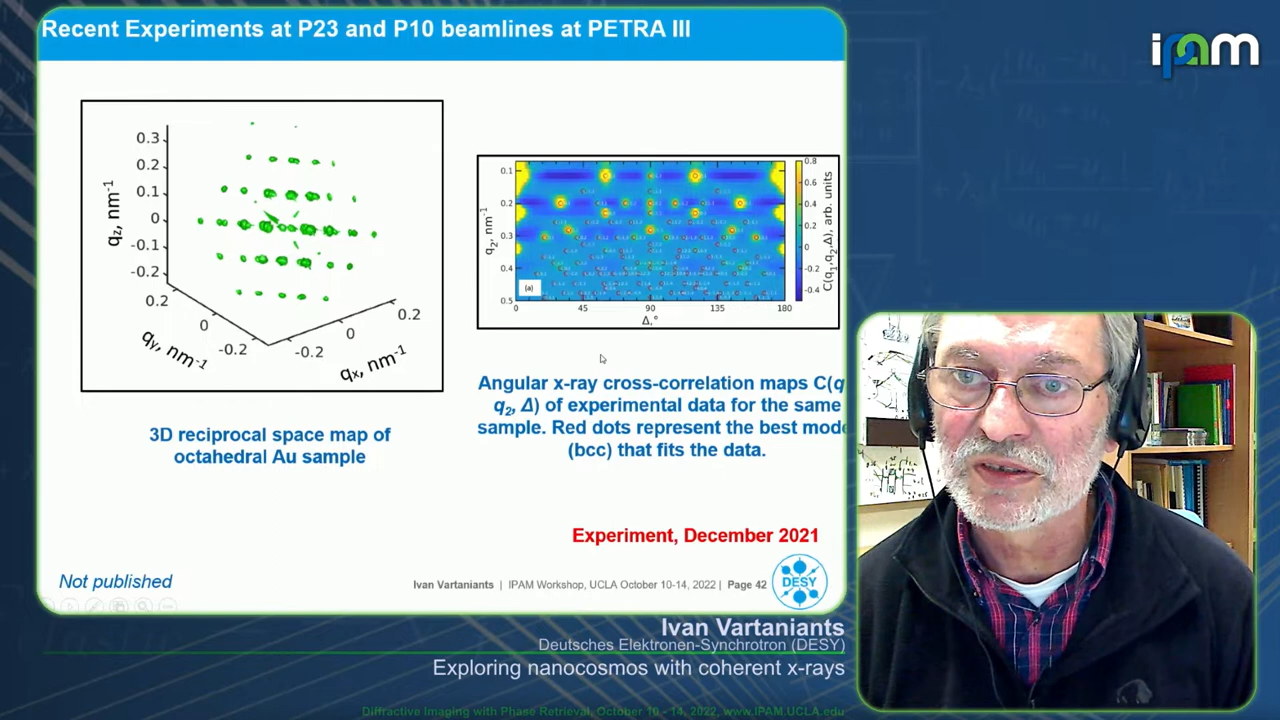 Recent Experiments at P23 and P10 beamlines at PETRA III
ipam
0.3
0.2
0.1
0
-0.1
-0.2
qz, nm-1
0.2
0
-0.2
qy, nm-1
-0.2
0
0.2
qx, nm-1
3D reciprocal space map of
octahedral Au sample
0.1
0.2
0.3
0.4
0.5
q2, nm-1
(a)
0
45
90
135
180
Δ,°
0.8
0.6
0.4
0.2
0
-0.2
-0.4
C(q1,q2,Δ), arb. units
Angular x-ray cross-correlation maps C(q
q2, Δ) of experimental data for the same
sample. Red dots represent the best mode
(bcc) that fits the data.
Experiment, December 2021
Not published
Ivan Vartaniants | IPAM Workshop, UCLA October 10-14, 2022 | Page 42
DESY
Ivan Vartaniants
Deutsches Elektronen-Synchrotron (DESY)
Exploring nanocosmos with coherent x-rays
Diffractive Imaging with Phase Retrieval, October 10 - 14, 2022, www.IPAM.UCLA.edu